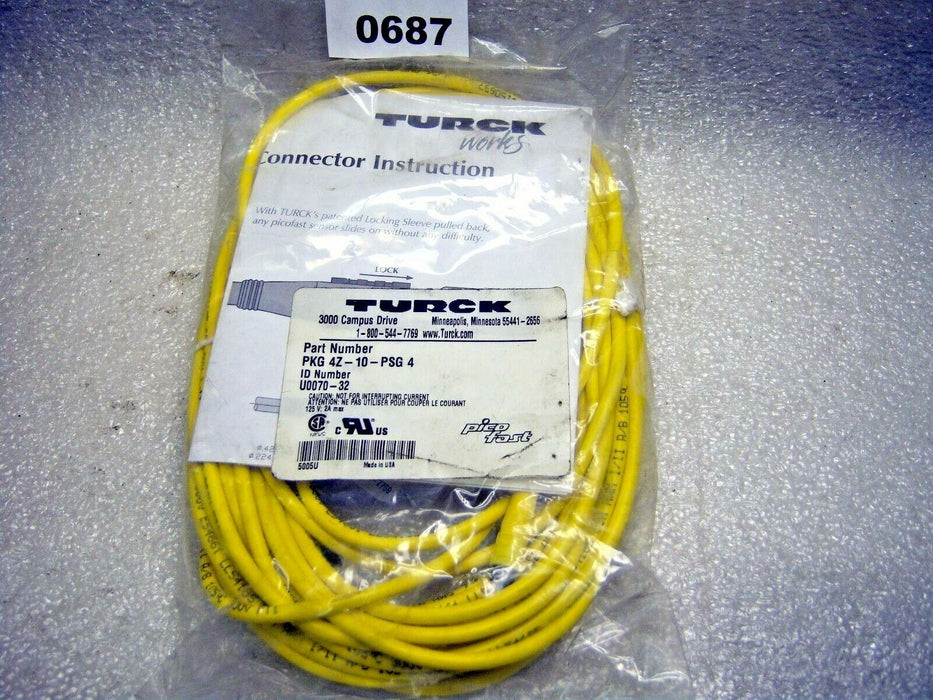 0687
TURCK
works
Connector Instruction
With TURCK's patented Locking Sleeve pulled back,
any picofast sensor slides on without any difficulty.
LOCK
TURCK
3000 Campus Drive Minneapolis, Minnesota 55441-2656
1-800-544-7769 www.Turck.com
Part Number
PKG 4Z-10-PSG 4
ID Number
U0070-32
CAUTION: NOT FOR INTERRUPTING CURRENT
ATTENTION: NE PAS UTILISER POUR COUPER LE COURANT
125 V: 2A max
C US
pico
fast
5005U
Made in USA
I/II A/B 1059